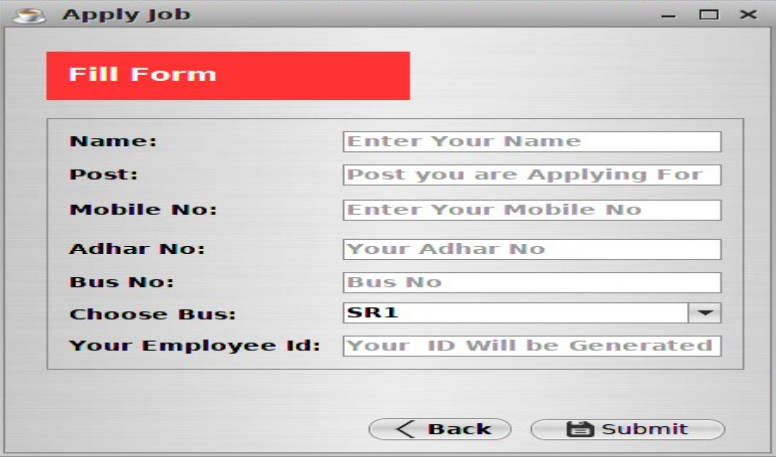 Apply Job
Fill Form
Name: Enter Your Name
Post: Post you are Applying For
Mobile No: Enter Your Mobile No
Adhar No: Your Adhar No
Bus No: Bus No
Choose Bus: SR1
Your Employee Id: Your ID Will be Generated
Back Submit